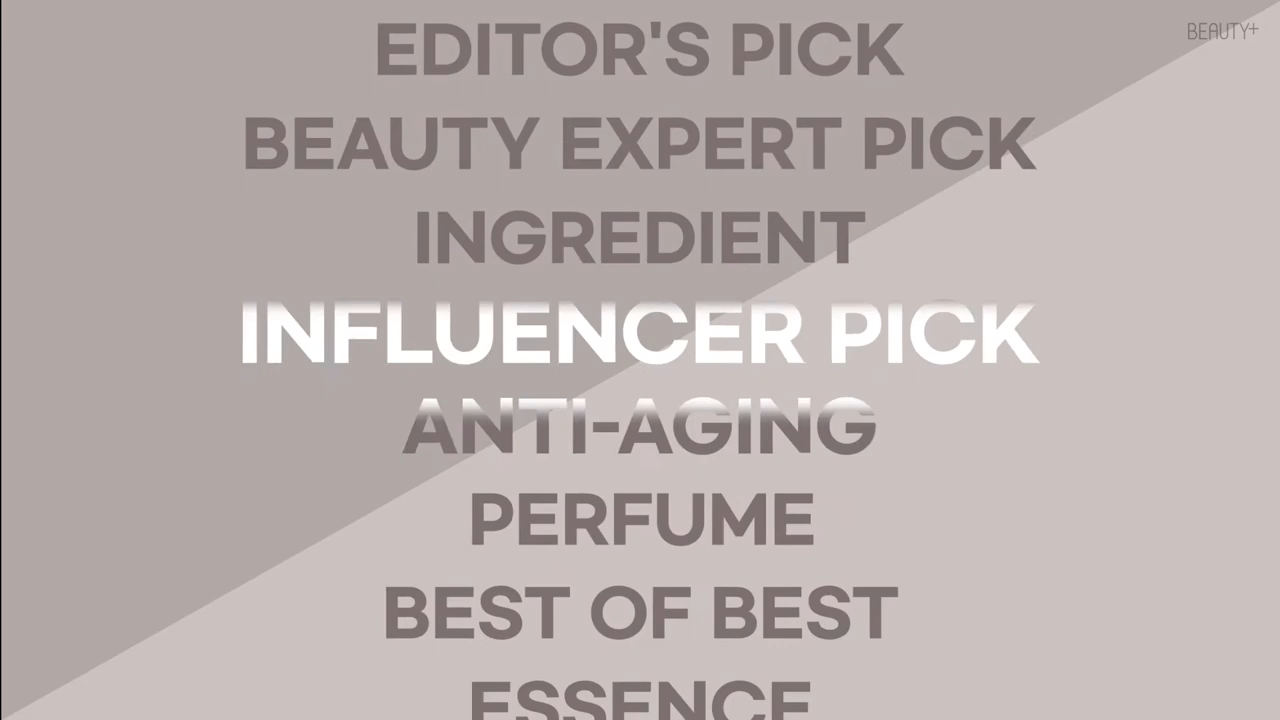 BEAUTY+
EDITOR'S PICK
BEAUTY EXPERT PICK
INGREDIENT
INFLUENCER PICK
ANTI-AGING
PERFUME
BEST OF BEST
ESSENCE